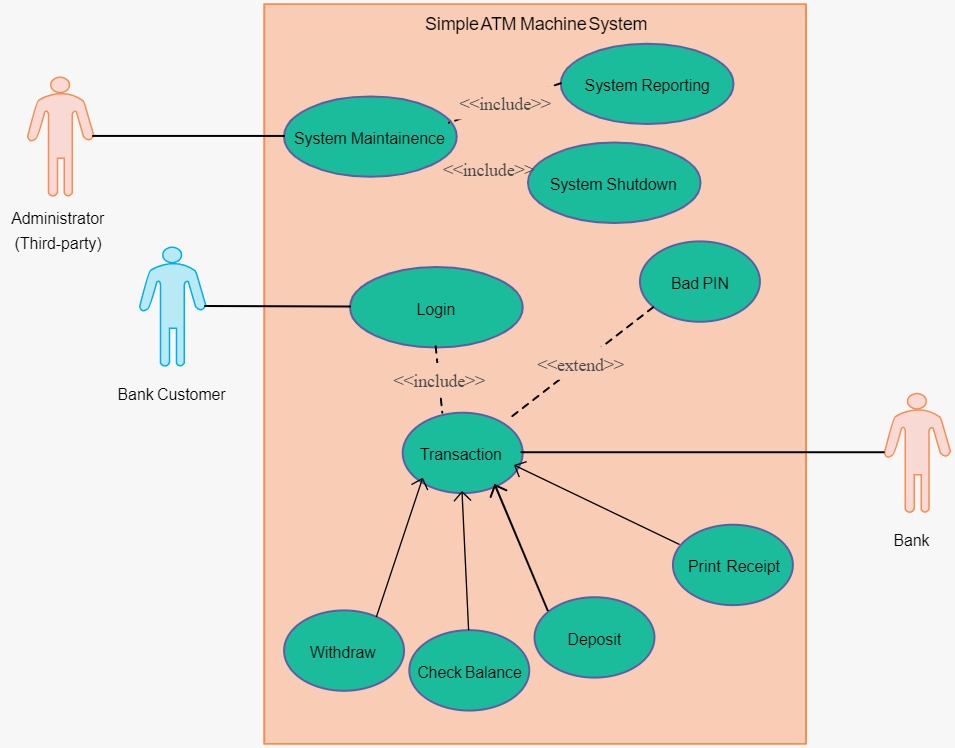 Simple ATM Machine System
System Reporting
<<include>>
System Maintainence
<<include>>
System Shutdown
Administrator
(Third-party)
Bad PIN
Login
<<extend>>
<<include>>
Bank Customer
Transaction
Bank
Print Receipt
Deposit
Withdraw
Check Balance